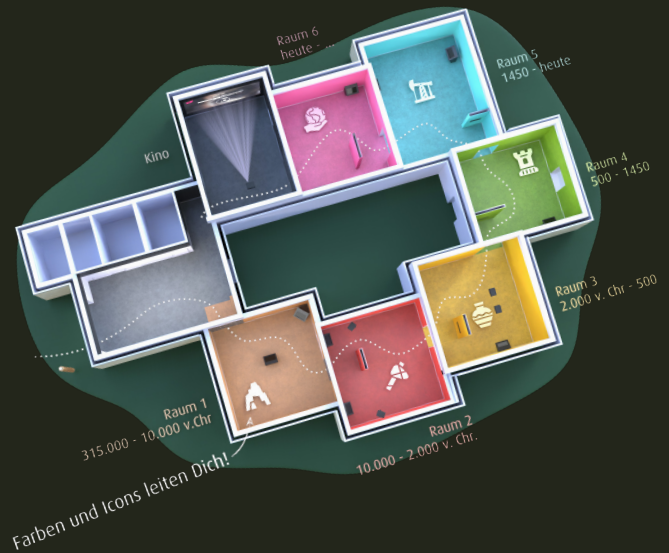 Raum 6
heute -
Raum 5
1450 - heute
Kino
Raum 4
500 - 1450
Raum 3
2.000 v. Chr - 500
Raum 1
315.000 - 10.000 v.Chr
Raum 2
10.000 - 2.000 v. Chr.
Farben und Icons leiten Dich!